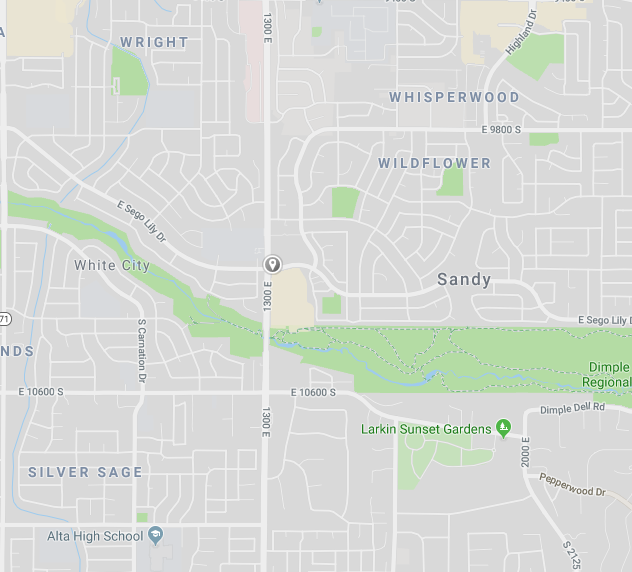 1300 E
Highland Dr
WRIGHT
WHISPERWOOD
E 9800 S
WILDFLOWER
E Sego Lily Dr
White City
Sandy
1300 E
E Sego Lily D
71
S Carnation Dr
NDS
Dimple
Regional
E 10600 S
E 10600 S
1300 E
Dimple Dell Rd
Larkin Sunset Gardens
2000 E
SILVER SAGE
Pepperwood Dr
Alta High School
S 2125